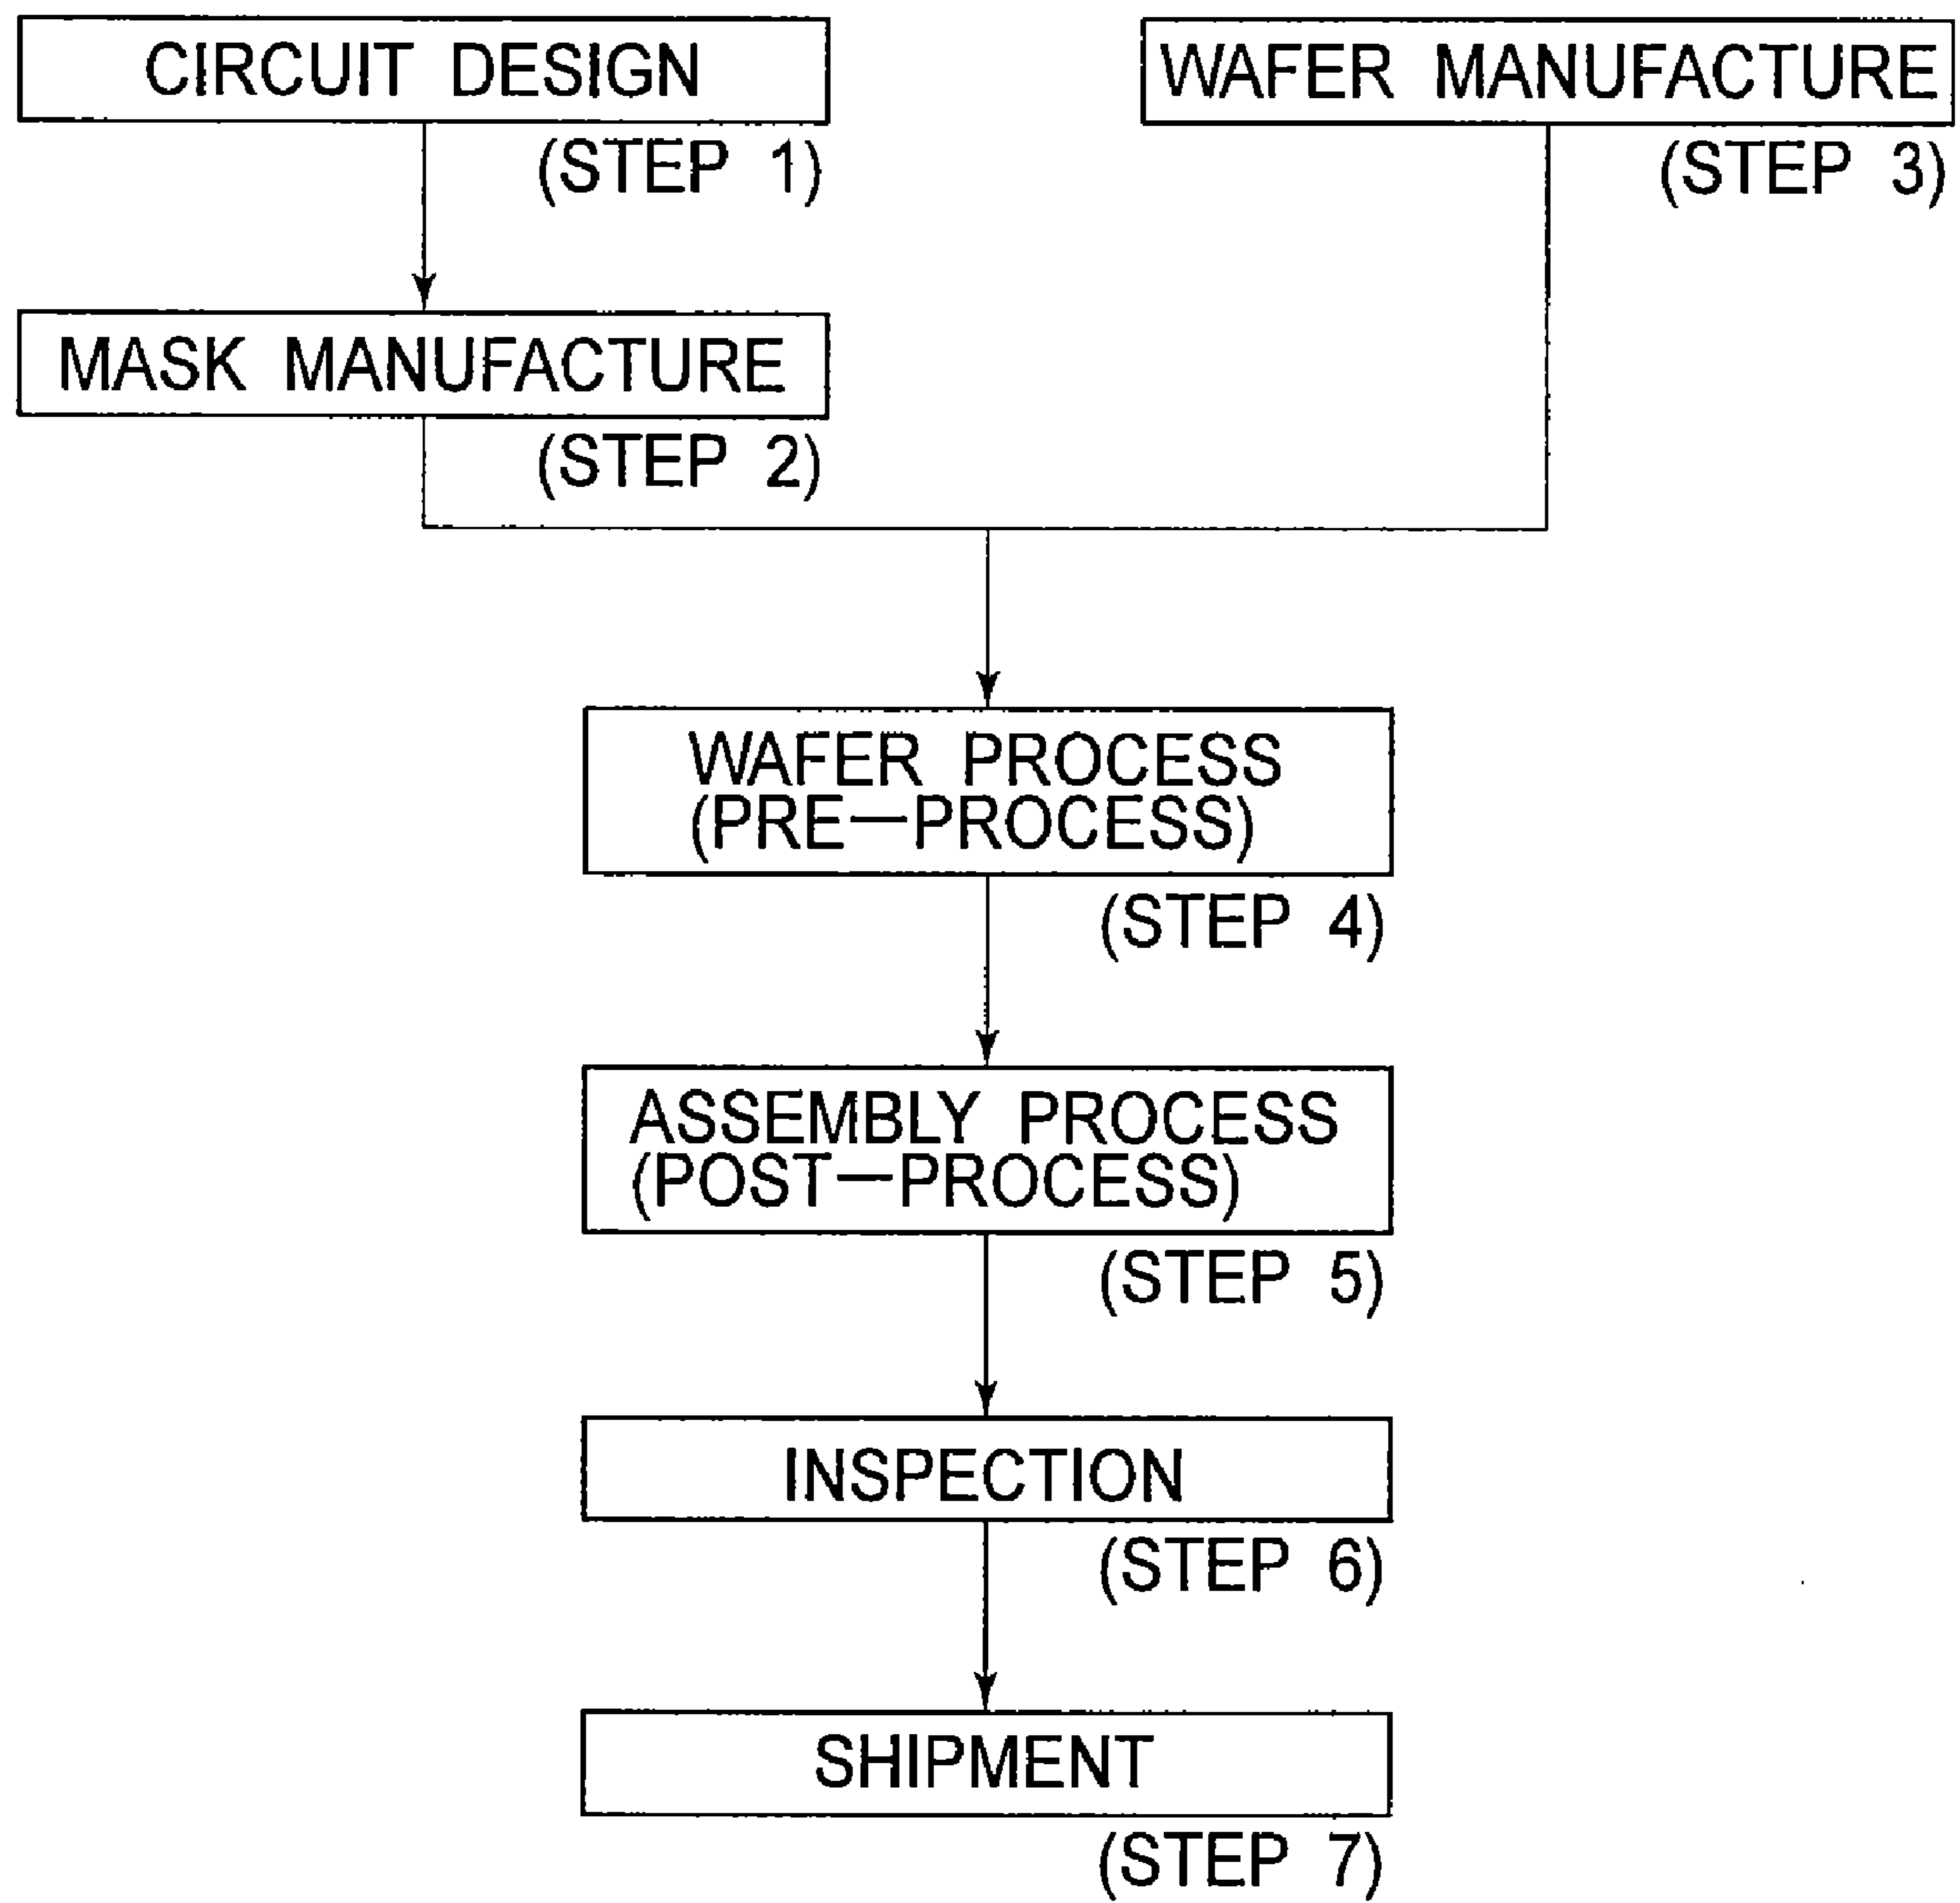 CIRCUIT DESIGN
(STEP 1)
WAFER MANUFACTURE
(STEP 3)
MASK MANUFACTURE
(STEP 2)
WAFER PROCESS
(PRE—PROCESS)
(STEP 4)
ASSEMBLY PROCESS
(POST—PROCESS)
(STEP 5)
INSPECTION
(STEP 6)
SHIPMENT
(STEP 7)